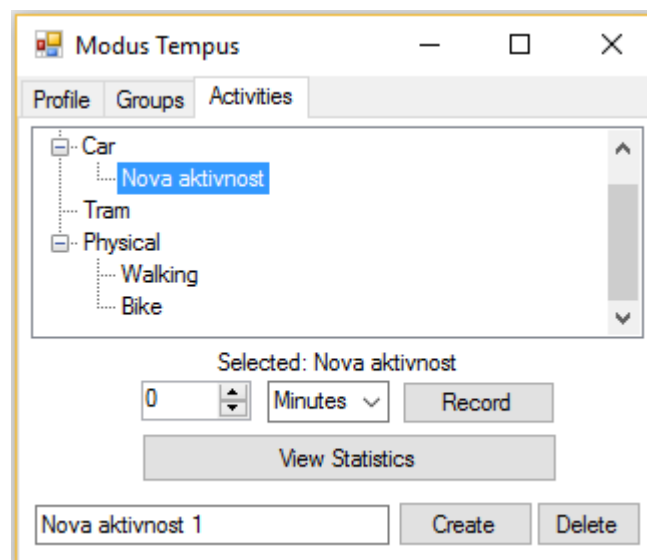 Modus Tempus
Profile Groups Activities
Car
Nova aktivnost
Tram
Physical
Walking
Bike
Selected: Nova aktivnost
0 Minutes Record
View Statistics
Nova aktivnost 1 Create Delete